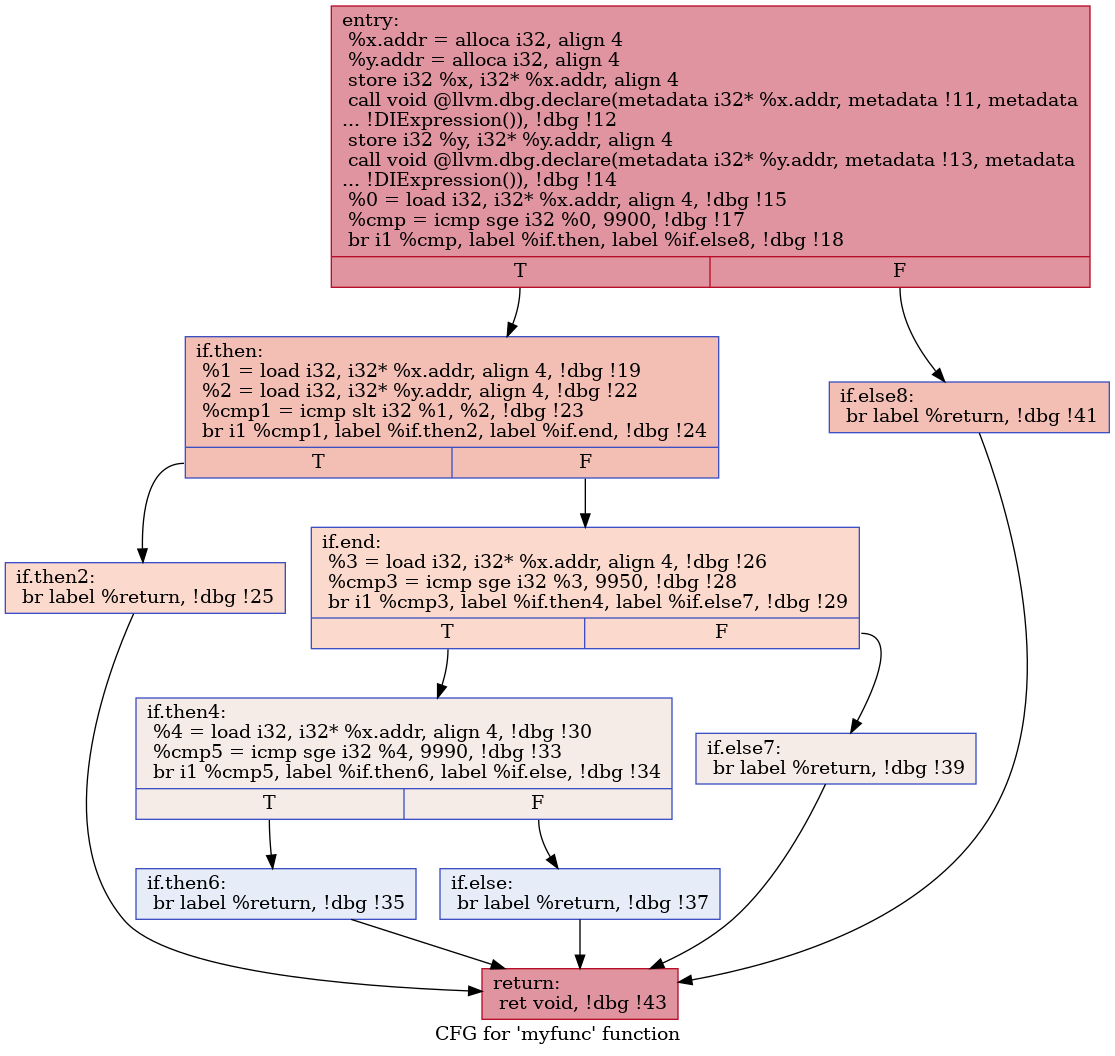 entry:
%x.addr = alloca i32, align 4
%y.addr = alloca i32, align 4
store i32 %x, i32* %x.addr, align 4
call void @llvm.dbg.declare(metadata i32* %x.addr, metadata !11, metadata
... !DIExpression()), !dbg !12
store i32 %y, i32* %y.addr, align 4
call void @llvm.dbg.declare(metadata i32* %y.addr, metadata !13, metadata
... !DIExpression()), !dbg !14
%0 = load i32, i32* %x.addr, align 4, !dbg !15
%cmp = icmp sge i32 %0, 9900, !dbg !17
br i1 %cmp, label %if.then, label %if.else8, !dbg !18
T
F
if.then:
%1 = load i32, i32* %x.addr, align 4, !dbg !19
%2 = load i32, i32* %y.addr, align 4, !dbg !22
%cmp1 = icmp slt i32 %1, %2, !dbg !23
br i1 %cmp1, label %if.then2, label %if.end, !dbg !24
T
F
if.else8:
br label %return, !dbg !41
if.then2:
br label %return, !dbg !25
if.end:
%3 = load i32, i32* %x.addr, align 4, !dbg !26
%cmp3 = icmp sge i32 %3, 9950, !dbg !28
br i1 %cmp3, label %if.then4, label %if.else7, !dbg !29
T
F
if.then4:
%4 = load i32, i32* %x.addr, align 4, !dbg !30
%cmp5 = icmp sge i32 %4, 9990, !dbg !33
br i1 %cmp5, label %if.then6, label %if.else, !dbg !34
T
F
if.else7:
br label %return, !dbg !39
if.then6:
br label %return, !dbg !35
if.else:
br label %return, !dbg !37
return:
ret void, !dbg !43
CFG for 'myfunc' function